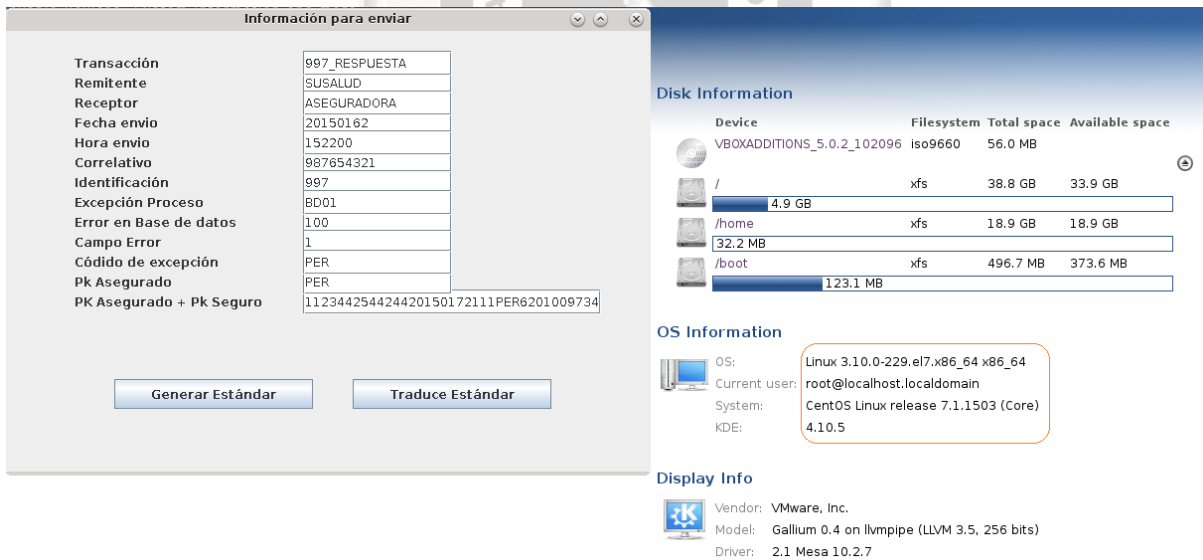 Información para enviar
Transacción 997_RESPUESTA
Remitente SUSALUD
Receptor ASEGURADORA
Fecha envio 20150162
Hora envio 152200
Correlativo 987654321
Identificación 997
Excepción Proceso BD01
Error en Base de datos 100
Campo Error 1
Códido de excepción PER
Pk Asegurado PER
PK Asegurado + Pk Seguro 112344254424420150172111PER6201009734
Generar Estándar Traduce Estándar
Disk Information
Device Filesystem Total space Available space
VBOXADDITIONS_5.0.2_102096 iso9660 56.0 MB
/ xfs 38.8 GB 33.9 GB
4.9 GB
/home xfs 18.9 GB 18.9 GB
32.2 MB
/boot xfs 496.7 MB 373.6 MB
123.1 MB
OS Information
OS: Linux 3.10.0-229.el7.x86_64 x86_64
Current user: root@localhost.localdomain
System: CentOS Linux release 7.1.1503 (Core)
KDE: 4.10.5
Display Info
Vendor: VMware, Inc.
Model: Gallium 0.4 on llvmpipe (LLVM 3.5, 256 bits)
Driver: 2.1 Mesa 10.2.7